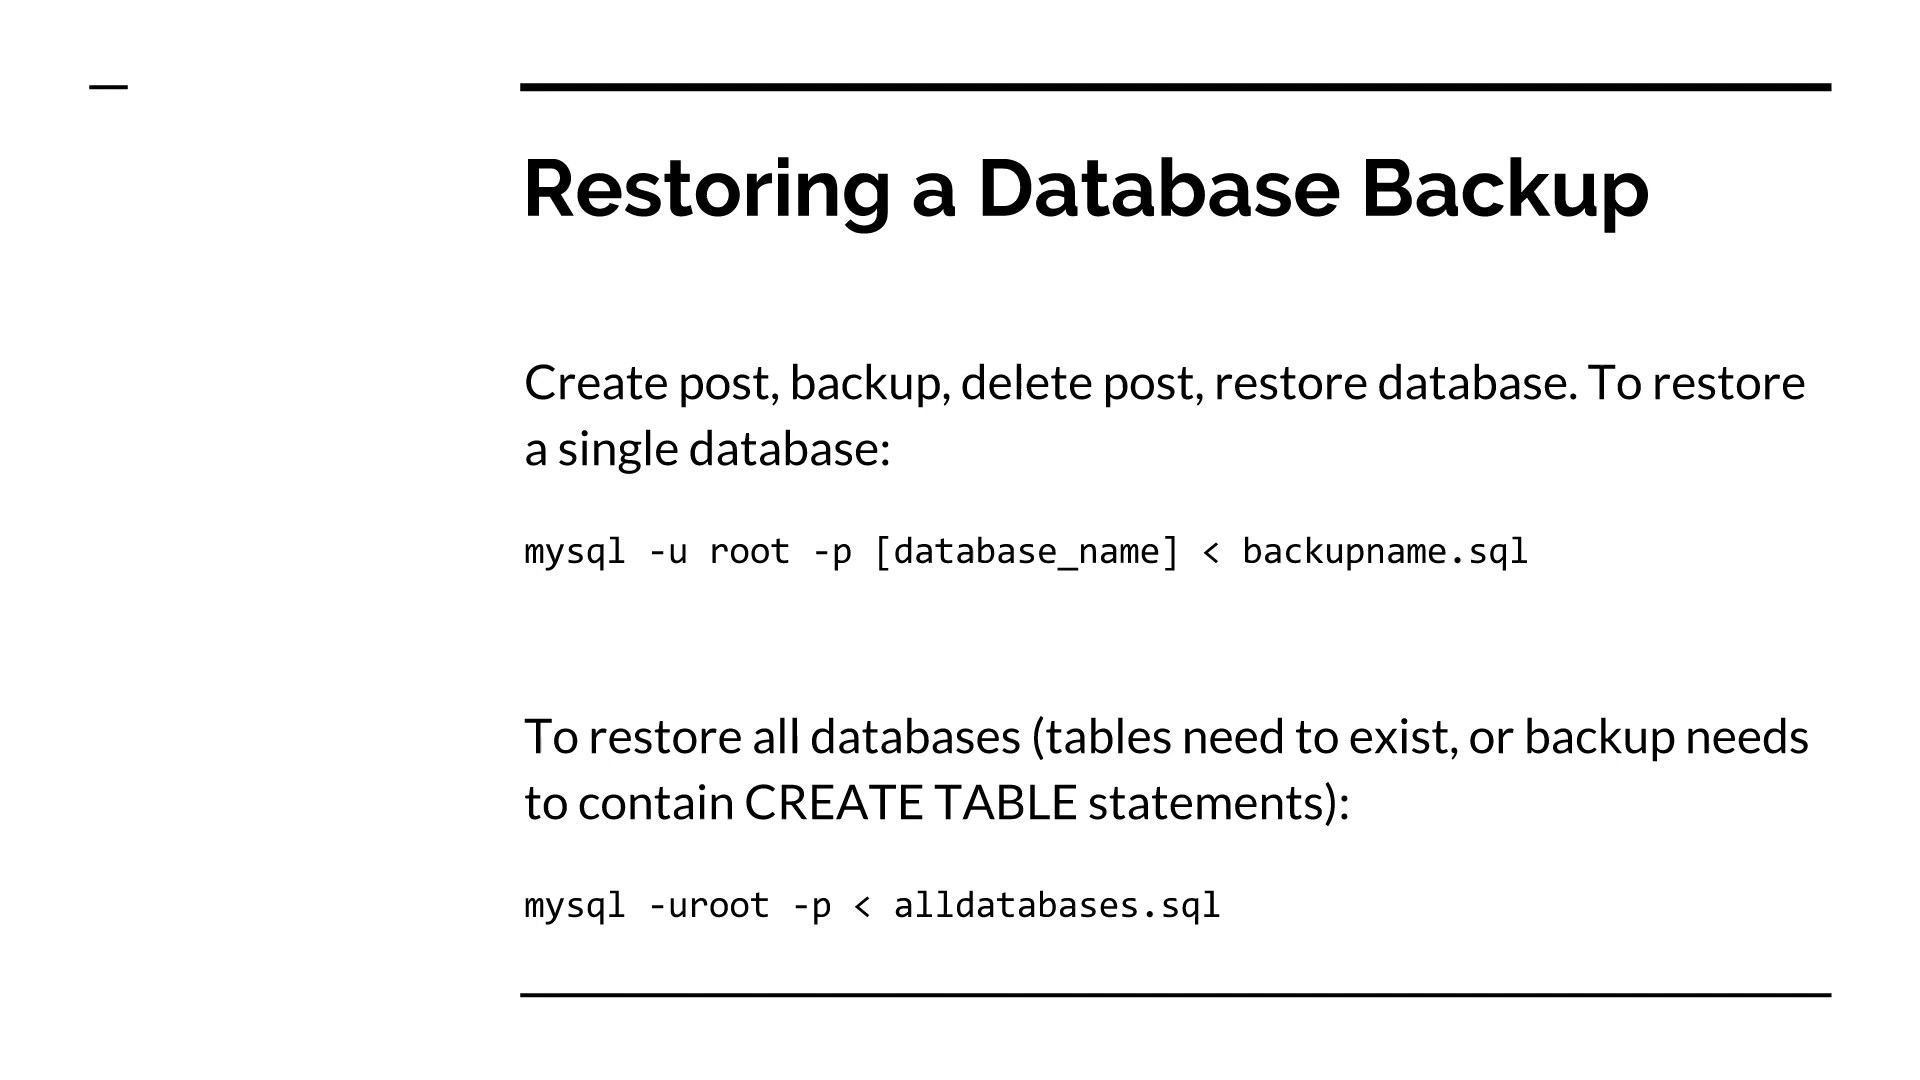 Restoring a Database Backup
Create post, backup, delete post, restore database. To restore
a single database:
mysql -u root -p [database_name] < backupname.sql
To restore all databases (tables need to exist, or backup needs
to contain CREATE TABLE statements):
mysql -uroot -p < alldatabases.sql